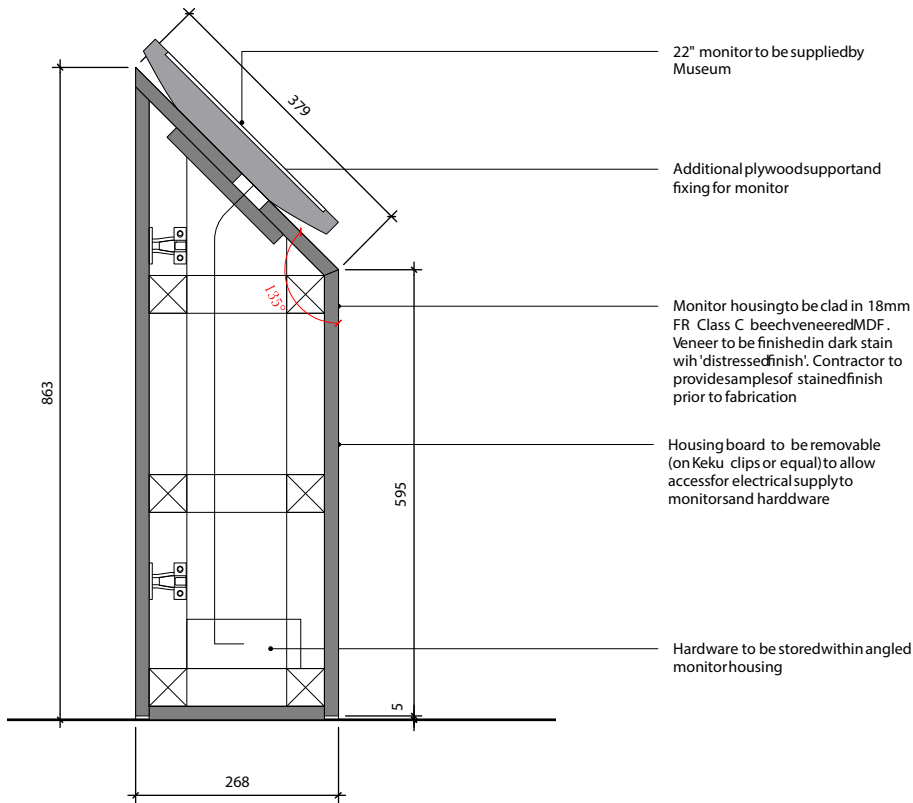 379
22" monitor to be suppliedby
Museum
Additional plywoodsupportand
fixing for monitor
135°
Monitor housingto be clad in 18mm
FR Class C beechveneeredMDF.
Veneer to be finishedin dark stain
wih 'distressedfinish'. Contractor to
providesamplesof stainedfinish
prior to fabrication
863
Housing board to be removable
(on Keku clips or equal) to allow
accessfor electrical supplyto
monitorsand harddware
595
Hardware to be storedwithin angled
monitorhousing
5
268